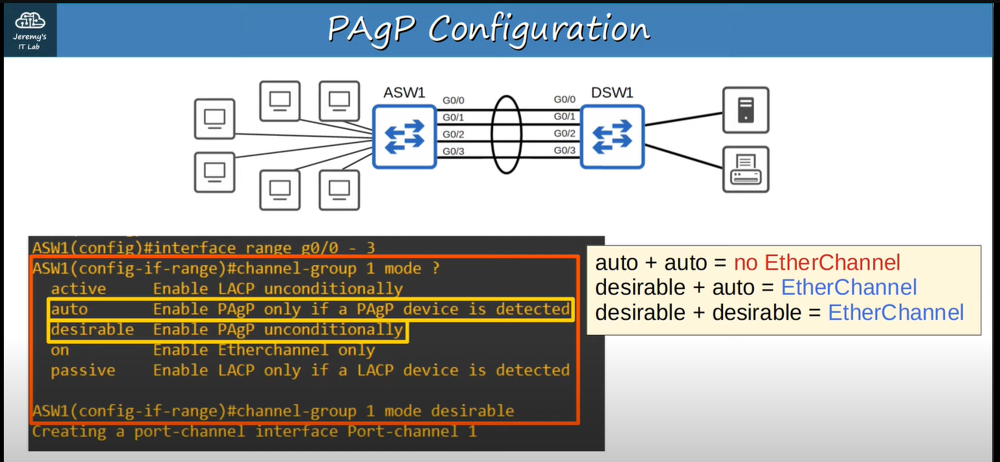 Jeremy's
IT Lab
PAgP Configuration
ASW1
DSW1
G0/0
G0/0
G0/1
G0/1
G0/2
G0/2
G0/3
G0/3
ASW1(config)#interface range g0/0 - 3
ASW1(config-if-range)#channel-group 1 mode ?
active Enable LACP unconditionally
auto Enable PAgP only if a PAgP device is detected
desirable Enable PAgP unconditionally
on Enable Etherchannel only
passive Enable LACP only if a LACP device is detected
ASW1(config-if-range)#channel-group 1 mode desirable
Creating a port-channel interface Port-channel 1
auto + auto = no EtherChannel
desirable + auto = EtherChannel
desirable + desirable = EtherChannel